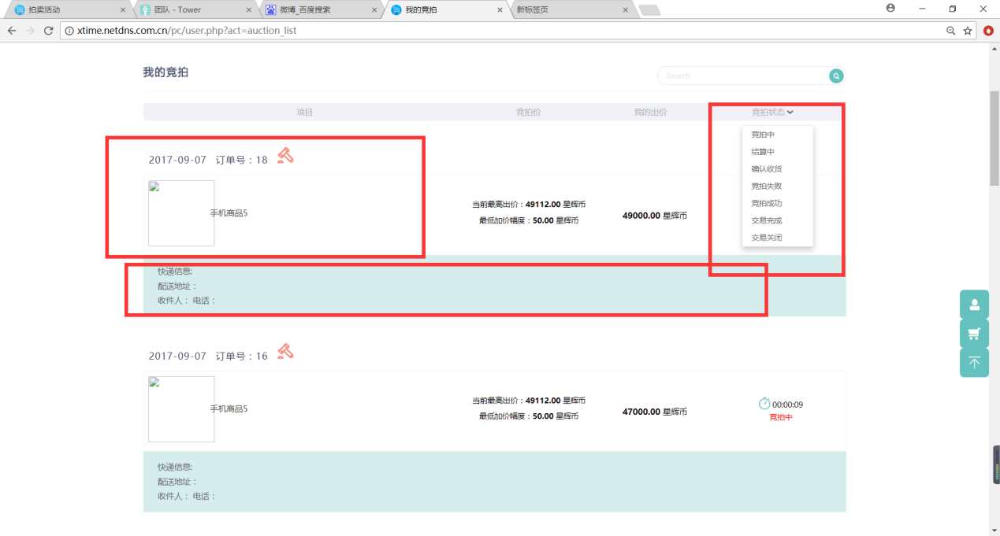 拍卖活动
团队 - Tower
微博_百度搜索
我的竞拍
新标签页
xtime.netdns.com.cn/pc/user.php?act=auction_list
我的竞拍
Search
项目 竞拍价 我的出价 竞拍状态
竞拍中
结算中
确认收货
竞拍失败
竞拍成功
交易完成
交易关闭
2017-09-07 订单号：18
手机商品5
当前最高出价：49112.00 星辉币
最低加价幅度：50.00 星辉币
49000.00 星辉币
快递信息:
配送地址：
收件人： 电话：
2017-09-07 订单号：16
手机商品5
当前最高出价：49112.00 星辉币
最低加价幅度：50.00 星辉币
47000.00 星辉币
00:00:09
竞拍中
快递信息:
配送地址：
收件人： 电话：